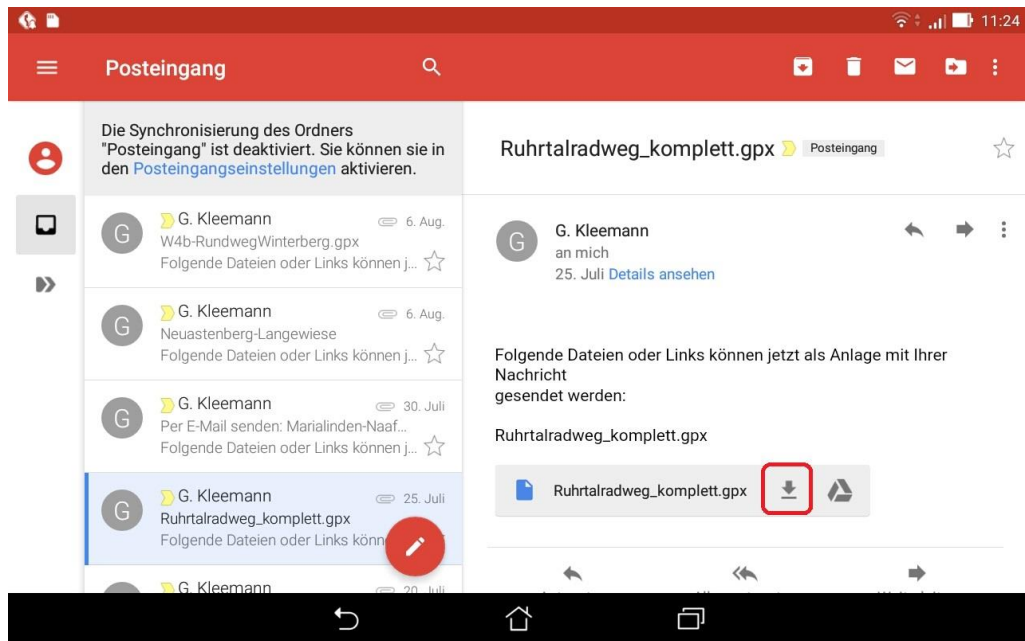 11:24
Posteingang
Die Synchronisierung des Ordners
"Posteingang" ist deaktiviert. Sie können sie in
den Posteingangseinstellungen aktivieren.
G
G. Kleemann
6. Aug.
W4b-RundwegWinterberg.gpx
Folgende Dateien oder Links können j...
G
G. Kleemann
6. Aug.
Neuastenberg-Langewiese
Folgende Dateien oder Links können j...
G
G. Kleemann
30. Juli
Per E-Mail senden: Marialinden-Naaf...
Folgende Dateien oder Links können j...
G
G. Kleemann
25. Juli
Ruhrtalradweg_komplett.gpx
Folgende Dateien oder Links könn
G. Kleemann
20. Juli
Ruhrtalradweg_komplett.gpx
Posteingang
G
G. Kleemann
an mich
25. Juli Details ansehen
Folgende Dateien oder Links können jetzt als Anlage mit Ihrer
Nachricht
gesendet werden:
Ruhrtalradweg_komplett.gpx
Ruhrtalradweg_komplett.gpx